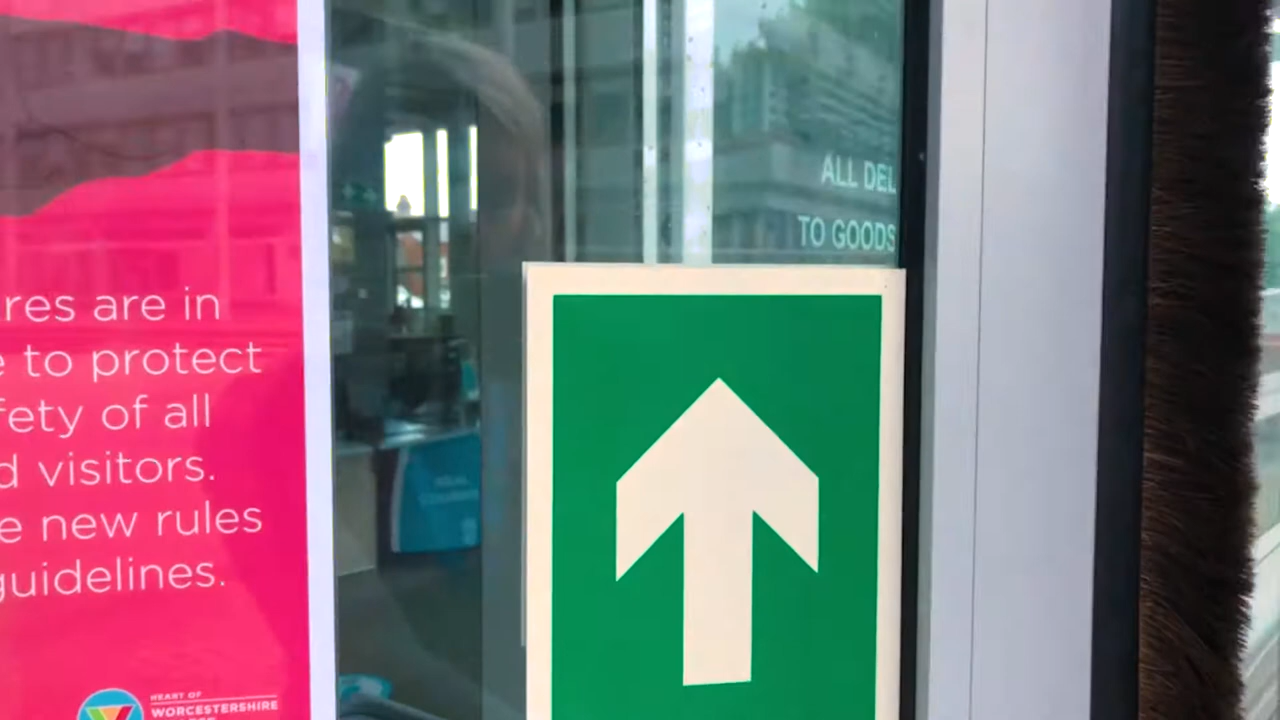 ALL DEL
TO GOODS
res are in
e to protect
fety of all
d visitors.
e new rules
guidelines.
HEART OF
WORCESTERSHIRE